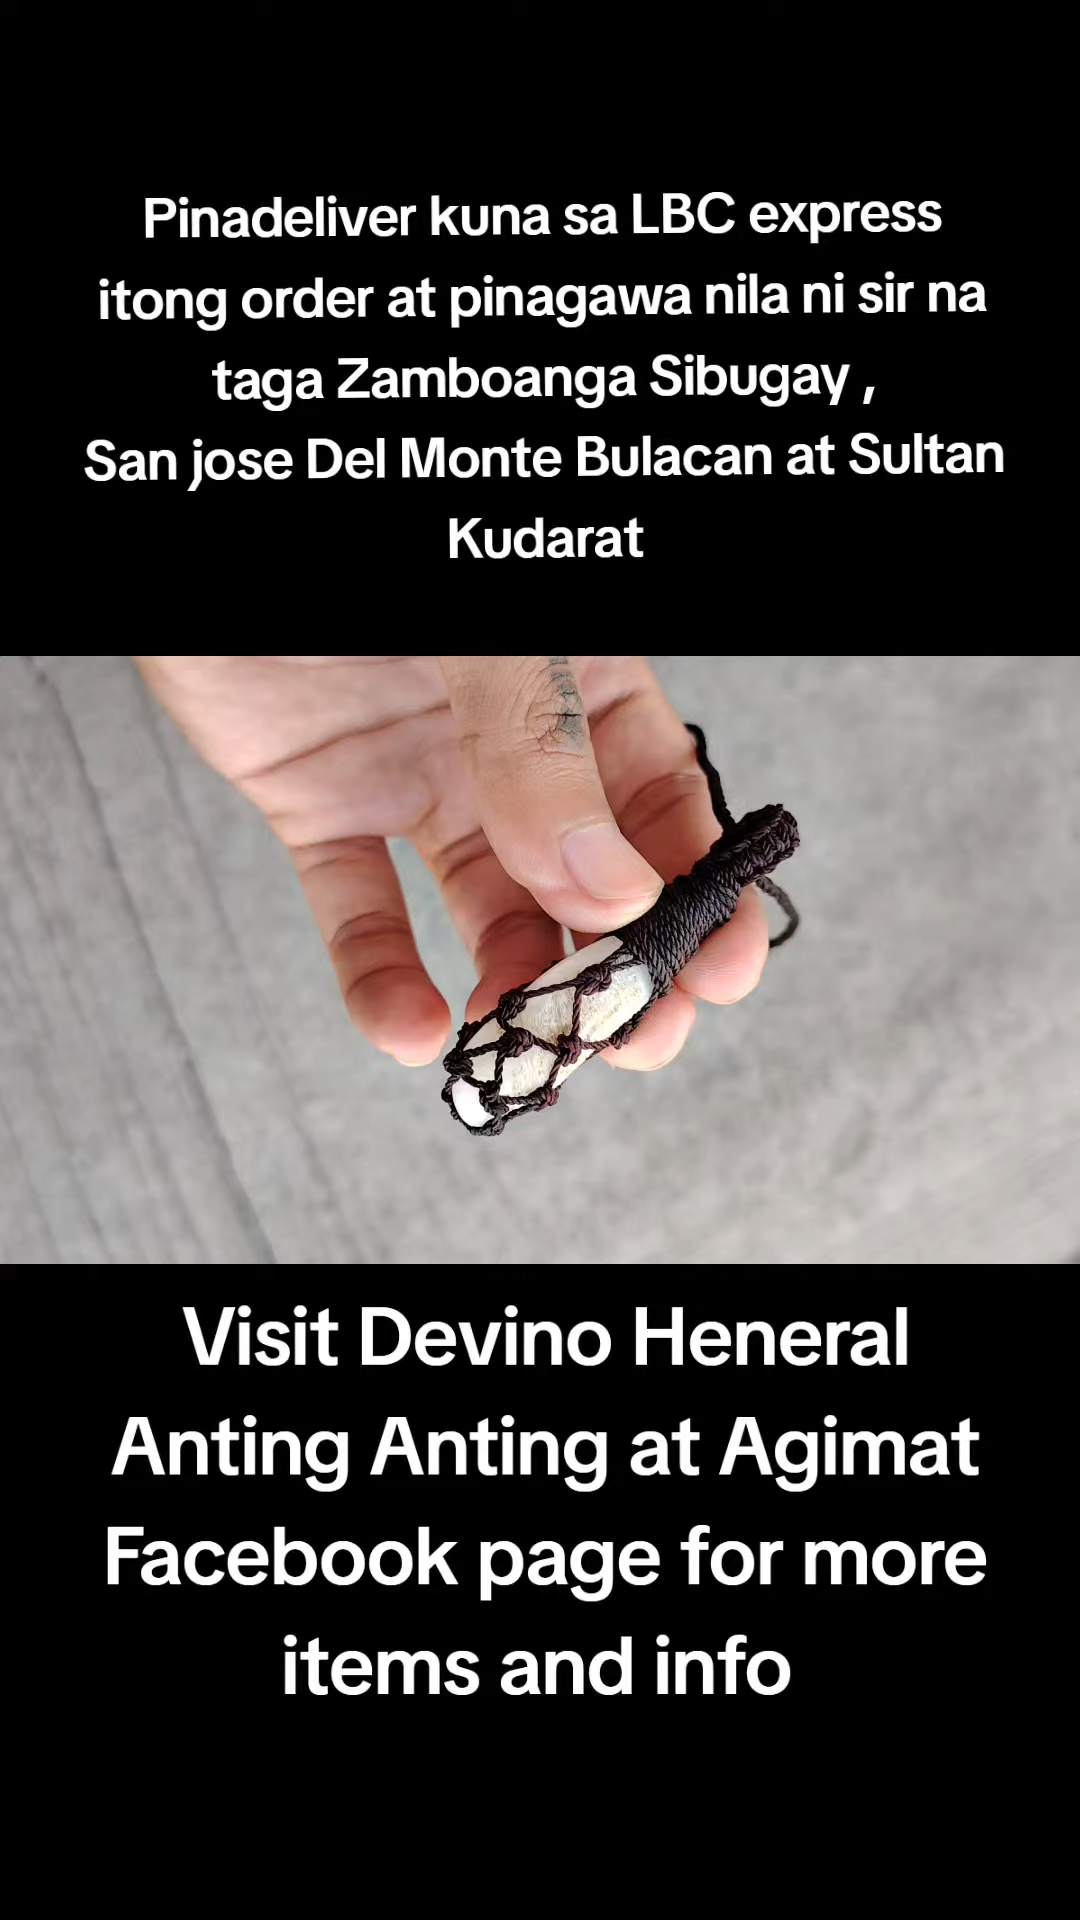 Pinadeliver kuna sa LBC express
itong order at pinagawa nila ni sir na
taga Zamboanga Sibugay ,
San jose Del Monte Bulacan at Sultan
Kudarat
Visit Devino Heneral
Anting Anting at Agimat
Facebook page for more
items and info